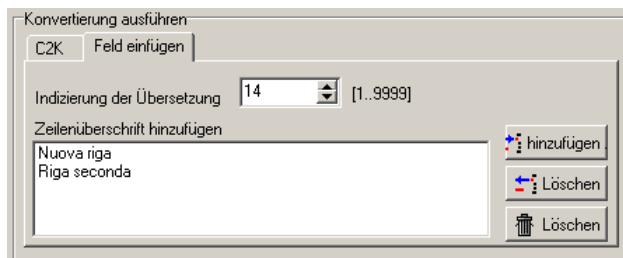 Konvertierung ausführen
C2K Feld einfügen
Indizierung der Übersetzung 14 [1..9999]
Zeilenüberschrift hinzufügen
Nuova riga
Riga seconda
hinzufügen .
Löschen
Löschen